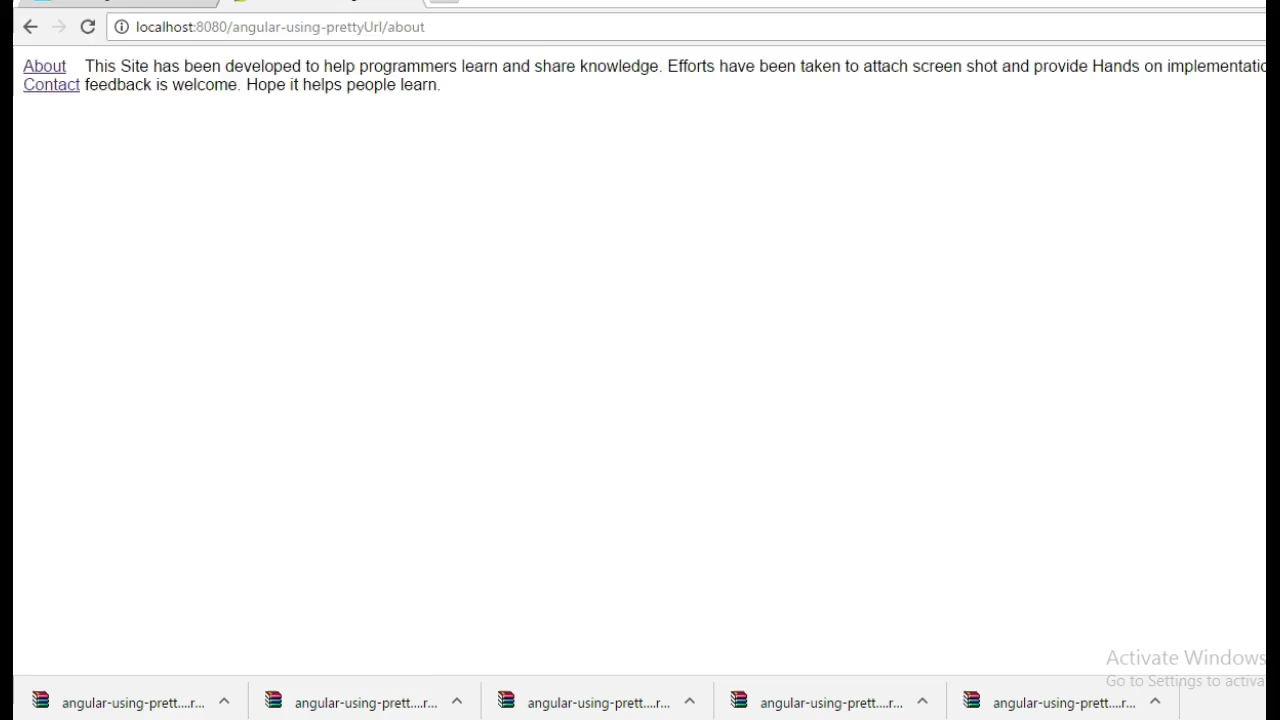 localhost:8080/angular-using-prettyUrl/about
About This Site has been developed to help programmers learn and share knowledge. Efforts have been taken to attach screen shot and provide Hands on implementatio
Contact feedback is welcome. Hope it helps people learn.
Activate Windows
Go to Settings to activa
angular-using-prett....r... angular-using-prett....r... angular-using-prett....r... angular-using-prett....r... angular-using-prett....r...